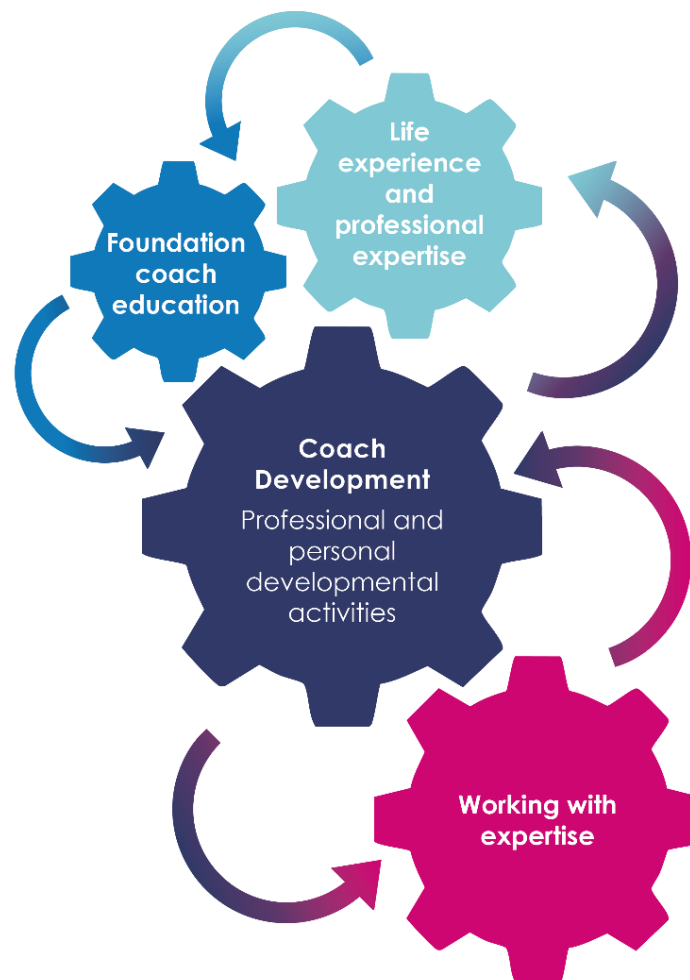 Life
experience
and
professional
expertise
Foundation
coach
education
Coach
Development
Professional and
personal
developmental
activities
Working with
expertise